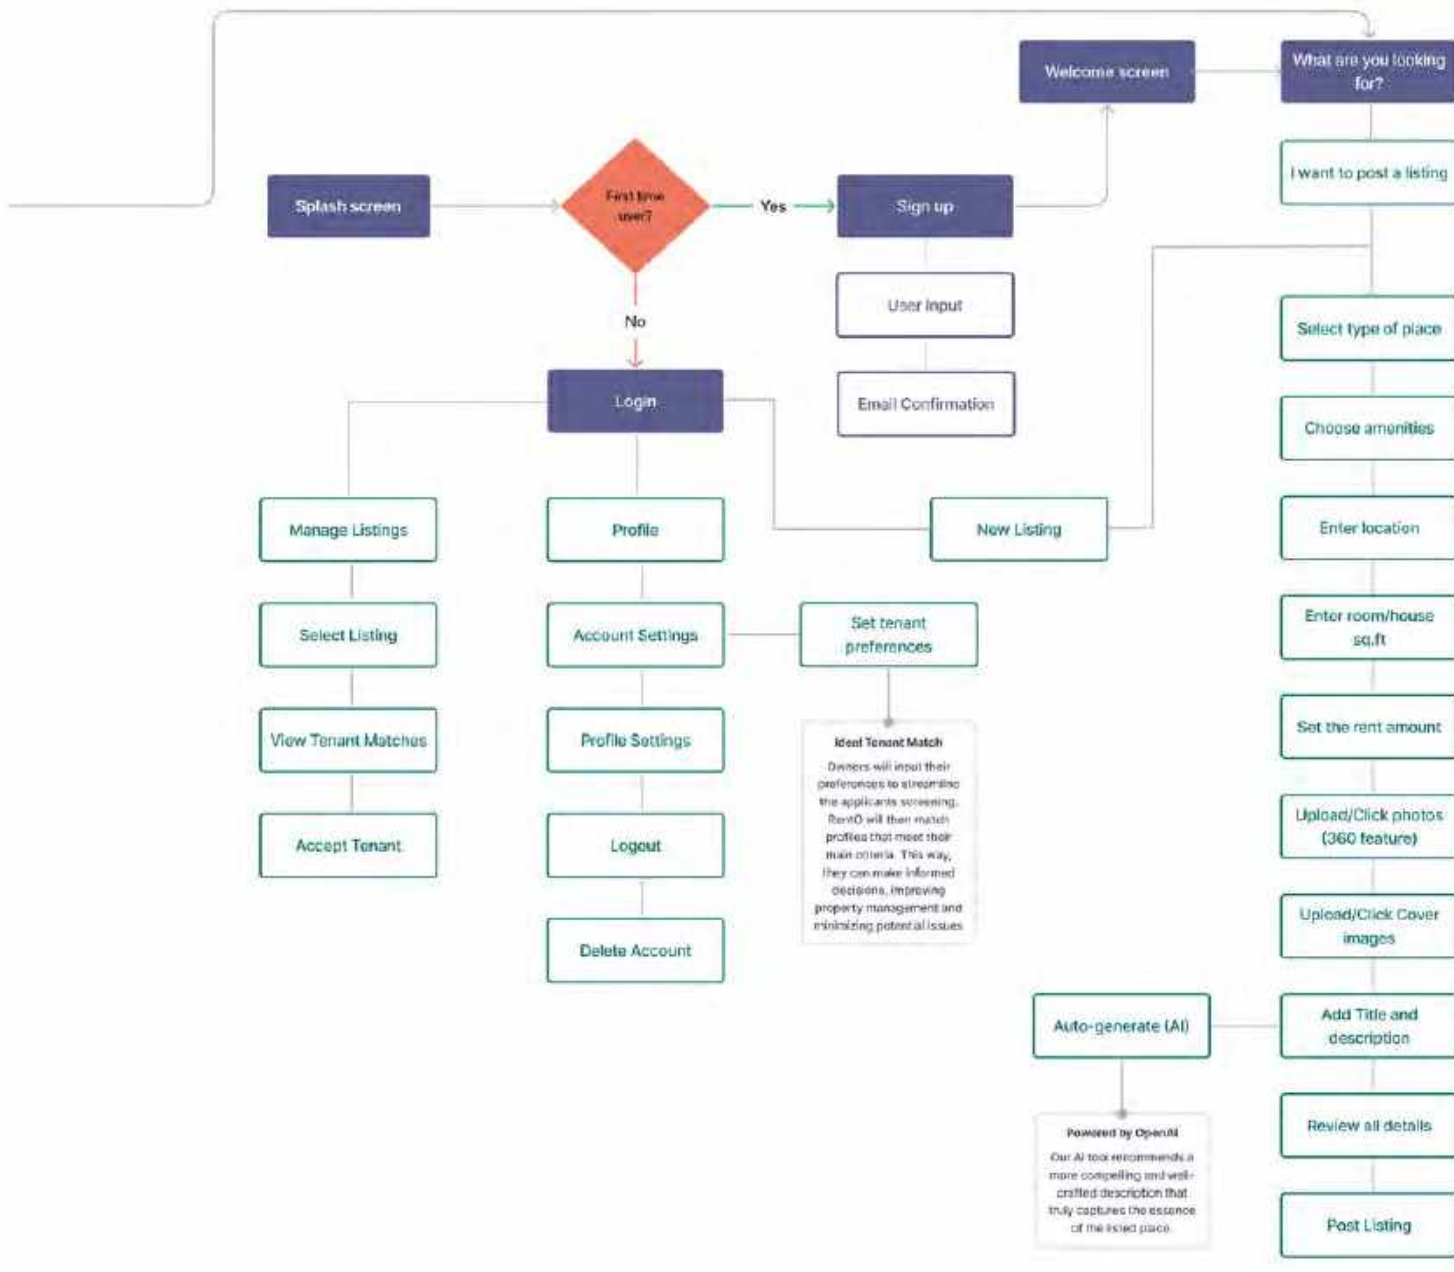 Welcome screen
What are you looking
for?
I want to post a listing
Splash screen
First time
user?
Yes
Sign up
User Input
Email Confirmation
No
Login
Manage Listings
Select Listing
View Tenant Matches
Accept Tenant
Profile
Account Settings
Profile Settings
Logout
Delete Account
Set tenant
preferences
Ideal Tenant Match
Owners will input their
preferences to streamline
the applicants screening.
RentO will then match
profiles that meet their
main criteria. This way,
they can make informed
decisions, improving
property management and
minimizing potential issues
New Listing
Select type of place
Choose amenities
Enter location
Enter room/house
sq.ft
Set the rent amount
Upload/Click photos
(360 feature)
Upload/Click Cover
images
Add Title and
description
Auto-generate (AI)
Powered by OpenAI
Our AI tool recommends a
more compelling and well-
crafted description that
truly captures the essence
of the listed place.
Review all details
Post Listing